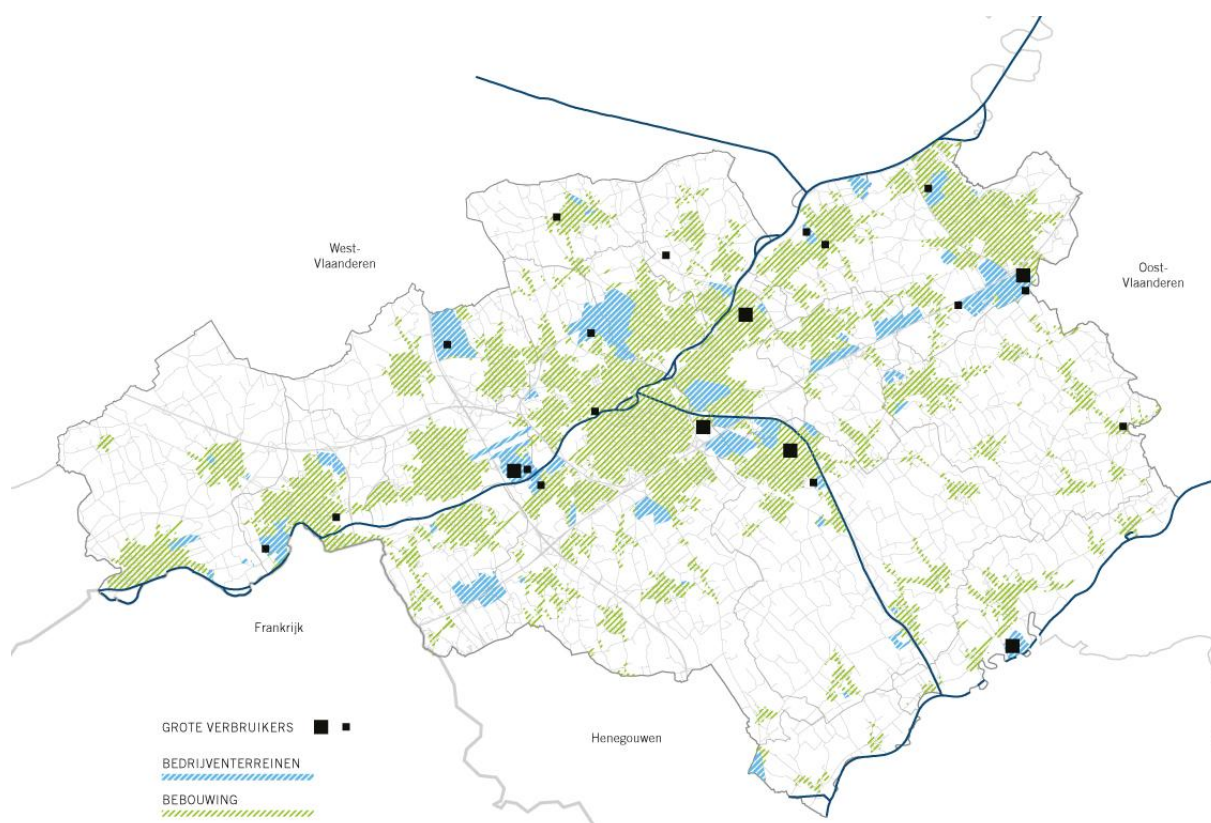 West-
Vlaanderen
Oost-
Vlaanderen
Frankrijk
Henegouwen
GROTE VERBRUIKERS
BEDRIJVENTERREINEN
BEBOUWING